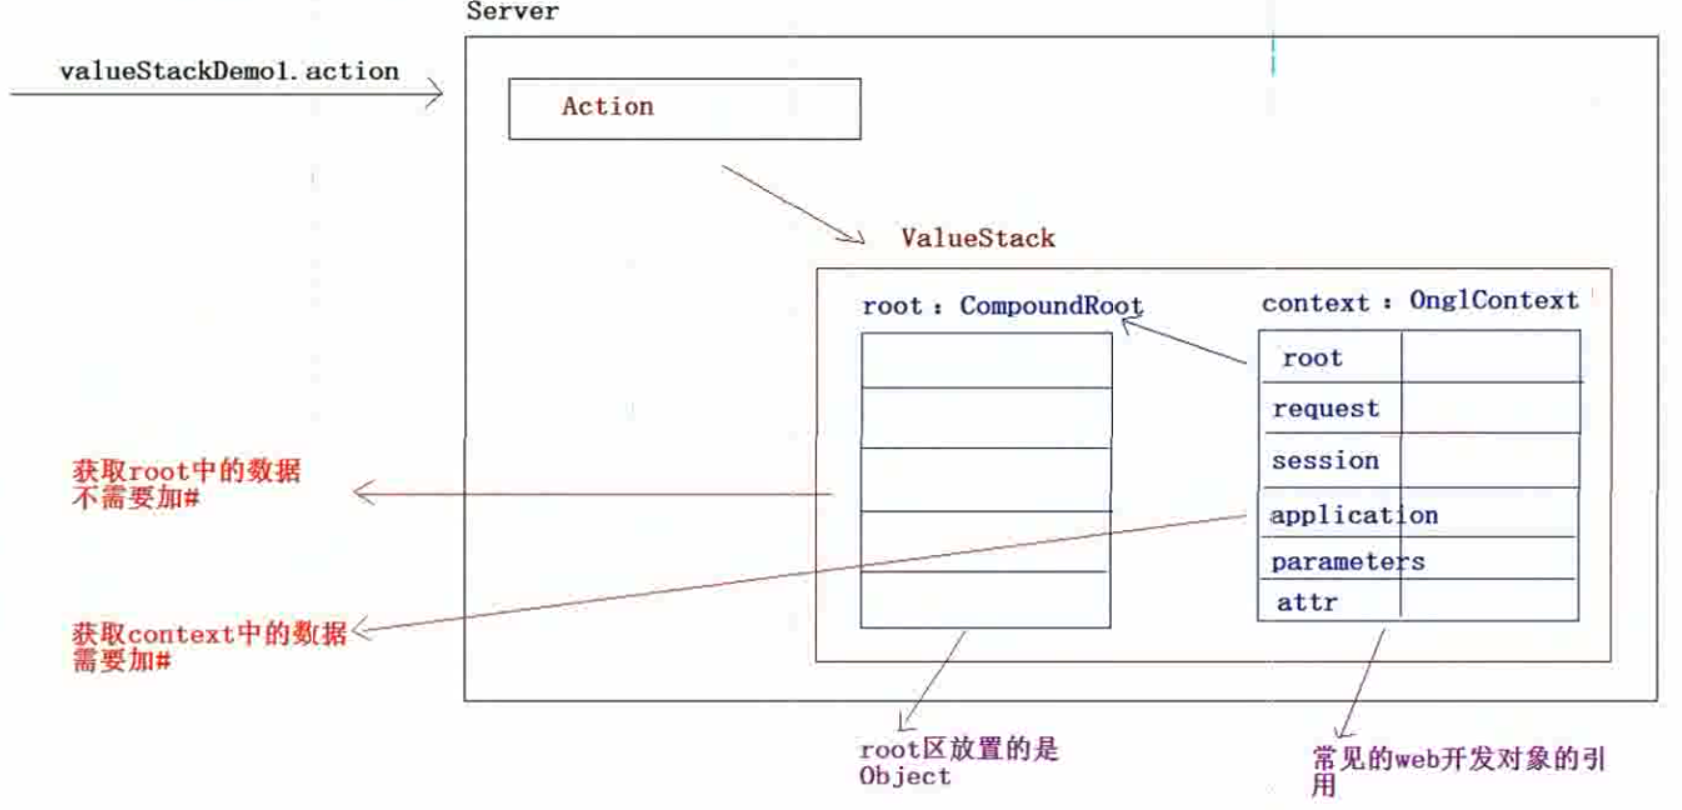 Server
valueStackDemo1.action
Action
ValueStack
root：CompoundRoot
context：OnglContext
root
request
session
application
parameters
attr
获取root中的数据
不需要加#
获取context中的数据
需要加#
root区放置的是
Object
常见的web开发对象的引
用